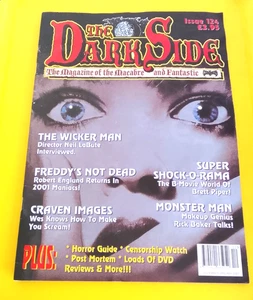 Issue 124
£3.95
THE
DARKSIDE
The Magazine of the Macabre and Fantastic
THE WICKER MAN
Director Neil LaBute
Interviewed.
FREDDY'S NOT DEAD
Robert Englund Returns In
2001 Maniacs!
SUPER
SHOCK-O-RAMA
The B-Movie World Of
Brett Piper!
CRAVEN IMAGES
Wes Knows How To Make
You Scream!
MONSTER MAN
Makeup Genius
Rick Baker Talks!
PLUS:
* Horror Guide * Censorship Watch
* Post Mortem * Loads Of DVD
Reviews & More!!!